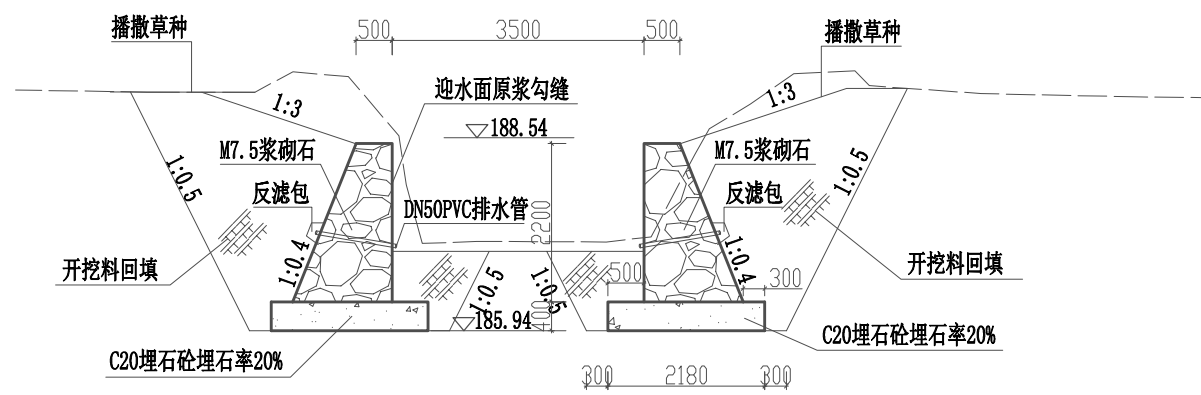 播撒草种
500
3500
500
播撒草种
1:3
迎水面原浆勾缝
1:3
188.54
M7.5浆砌石
M7.5浆砌石
1:0.5
1:0.5
反滤包
反滤包
DN50PVC排水管
2200
开挖料回填
1:0.4
1:0.5
1:0.5
500
1:0.4
300
开挖料回填
185.94
400
C20埋石砼埋石率20%
C20埋石砼埋石率20%
300
2180
300